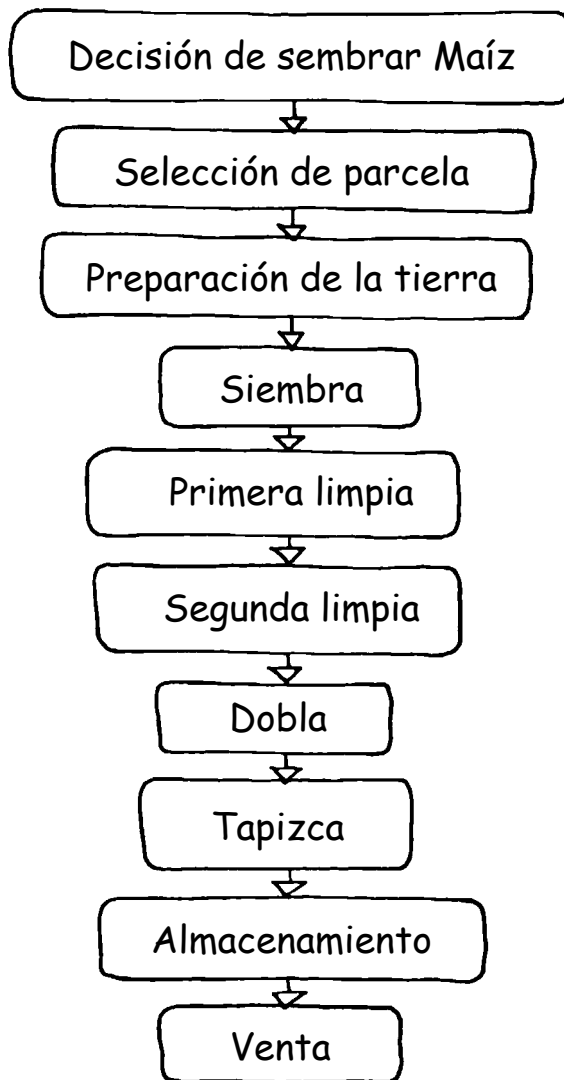 Decisión de sembrar Maíz
Selección de parcela
Preparación de la tierra
Siembra
Primera limpia
Segunda limpia
Dobla
Tapizca
Almacenamiento
Venta